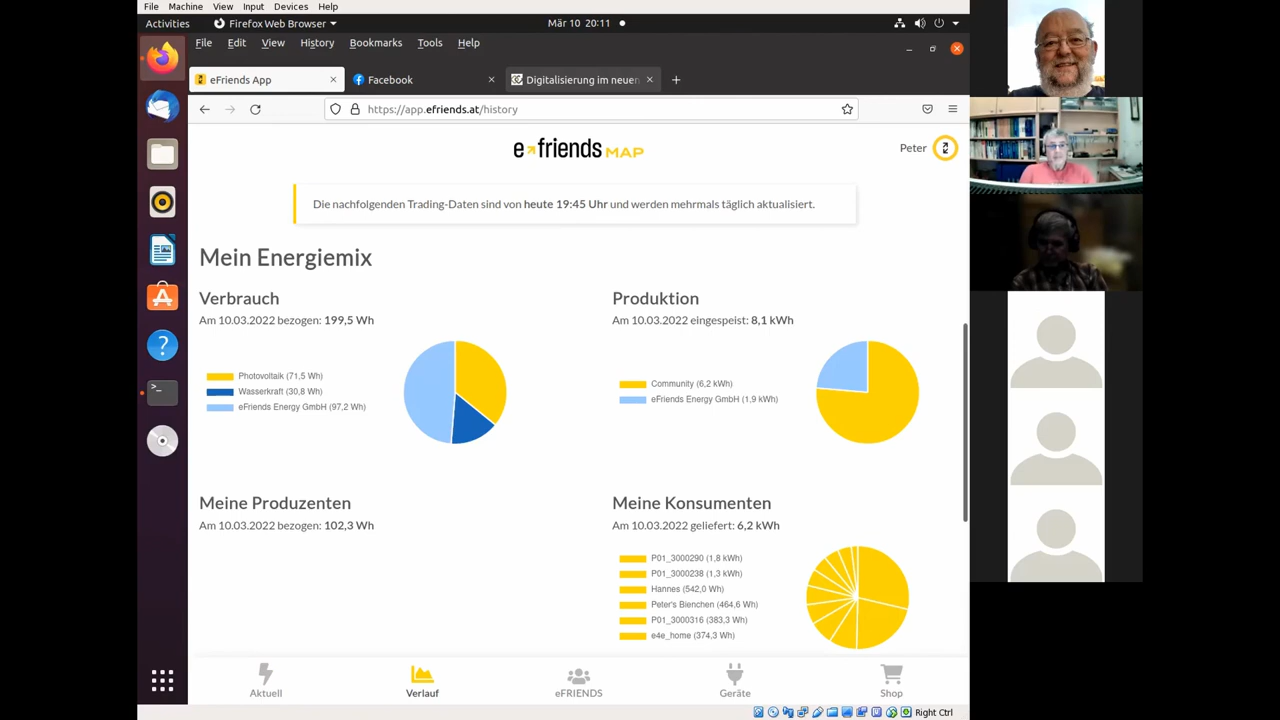 File Machine View Input Devices Help
Activities Firefox Web Browser Mär 10 20:11
File Edit View History Bookmarks Tools Help
eFriends App Facebook Digitalisierung im neuen
https://app.efriends.at/history
e friends MAP Peter
Die nachfolgenden Trading-Daten sind von heute 19:45 Uhr und werden mehrmals täglich aktualisiert.
Mein Energiemix
Verbrauch
Am 10.03.2022 bezogen: 199,5 Wh
Photovoltaik (71,5 Wh)
Wasserkraft (30,8 Wh)
eFriends Energy GmbH (97,2 Wh)
Produktion
Am 10.03.2022 eingespeist: 8,1 kWh
Community (6,2 kWh)
eFriends Energy GmbH (1,9 kWh)
Meine Produzenten
Am 10.03.2022 bezogen: 102,3 Wh
Meine Konsumenten
Am 10.03.2022 geliefert: 6,2 kWh
P01_3000290 (1,8 kWh)
P01_3000238 (1,3 kWh)
Hannes (542,0 Wh)
Peter's Bienchen (464,6 Wh)
P01_3000316 (383,3 Wh)
e4e_home (374,3 Wh)
Aktuell Verlauf eFRIENDS Geräte Shop
Right Ctrl